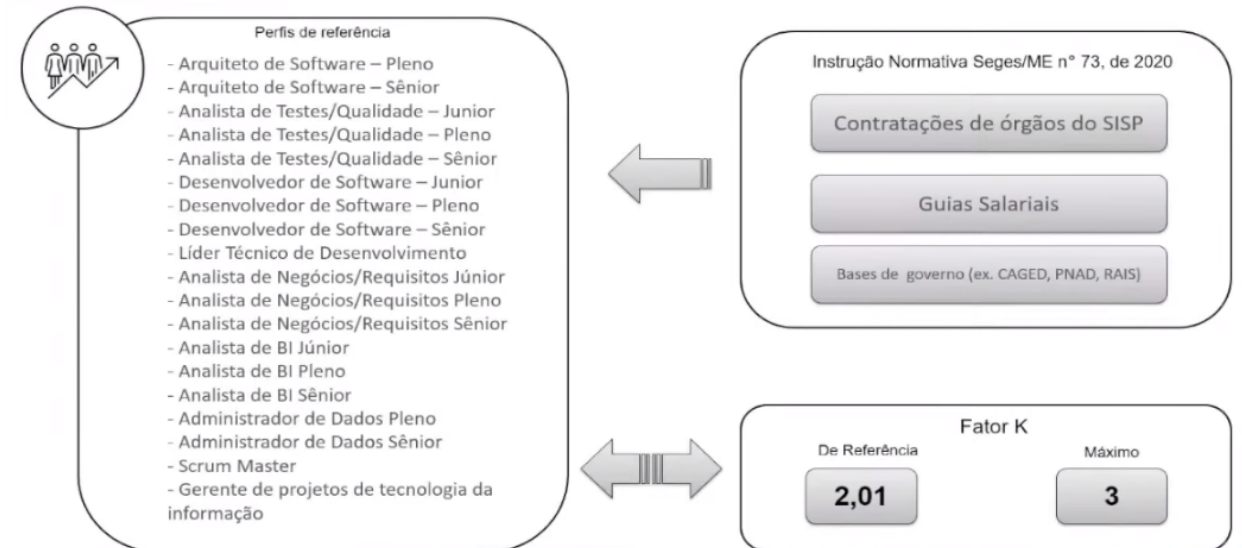 Perfis de referência
- Arquiteto de Software – Pleno
- Arquiteto de Software – Sênior
- Analista de Testes/Qualidade – Junior
- Analista de Testes/Qualidade – Pleno
- Analista de Testes/Qualidade – Sênior
- Desenvolvedor de Software – Junior
- Desenvolvedor de Software – Pleno
- Desenvolvedor de Software – Sênior
- Líder Técnico de Desenvolvimento
- Analista de Negócios/Requisitos Júnior
- Analista de Negócios/Requisitos Pleno
- Analista de Negócios/Requisitos Sênior
- Analista de BI Júnior
- Analista de BI Pleno
- Analista de BI Sênior
- Administrador de Dados Pleno
- Administrador de Dados Sênior
- Scrum Master
- Gerente de projetos de tecnologia da
informação
Instrução Normativa Seges/ME n° 73, de 2020
Contratações de órgãos do SISP
Guias Salariais
Bases de governo (ex. CAGED, PNAD, RAIS)
Fator K
De Referência
Máximo
2,01
3